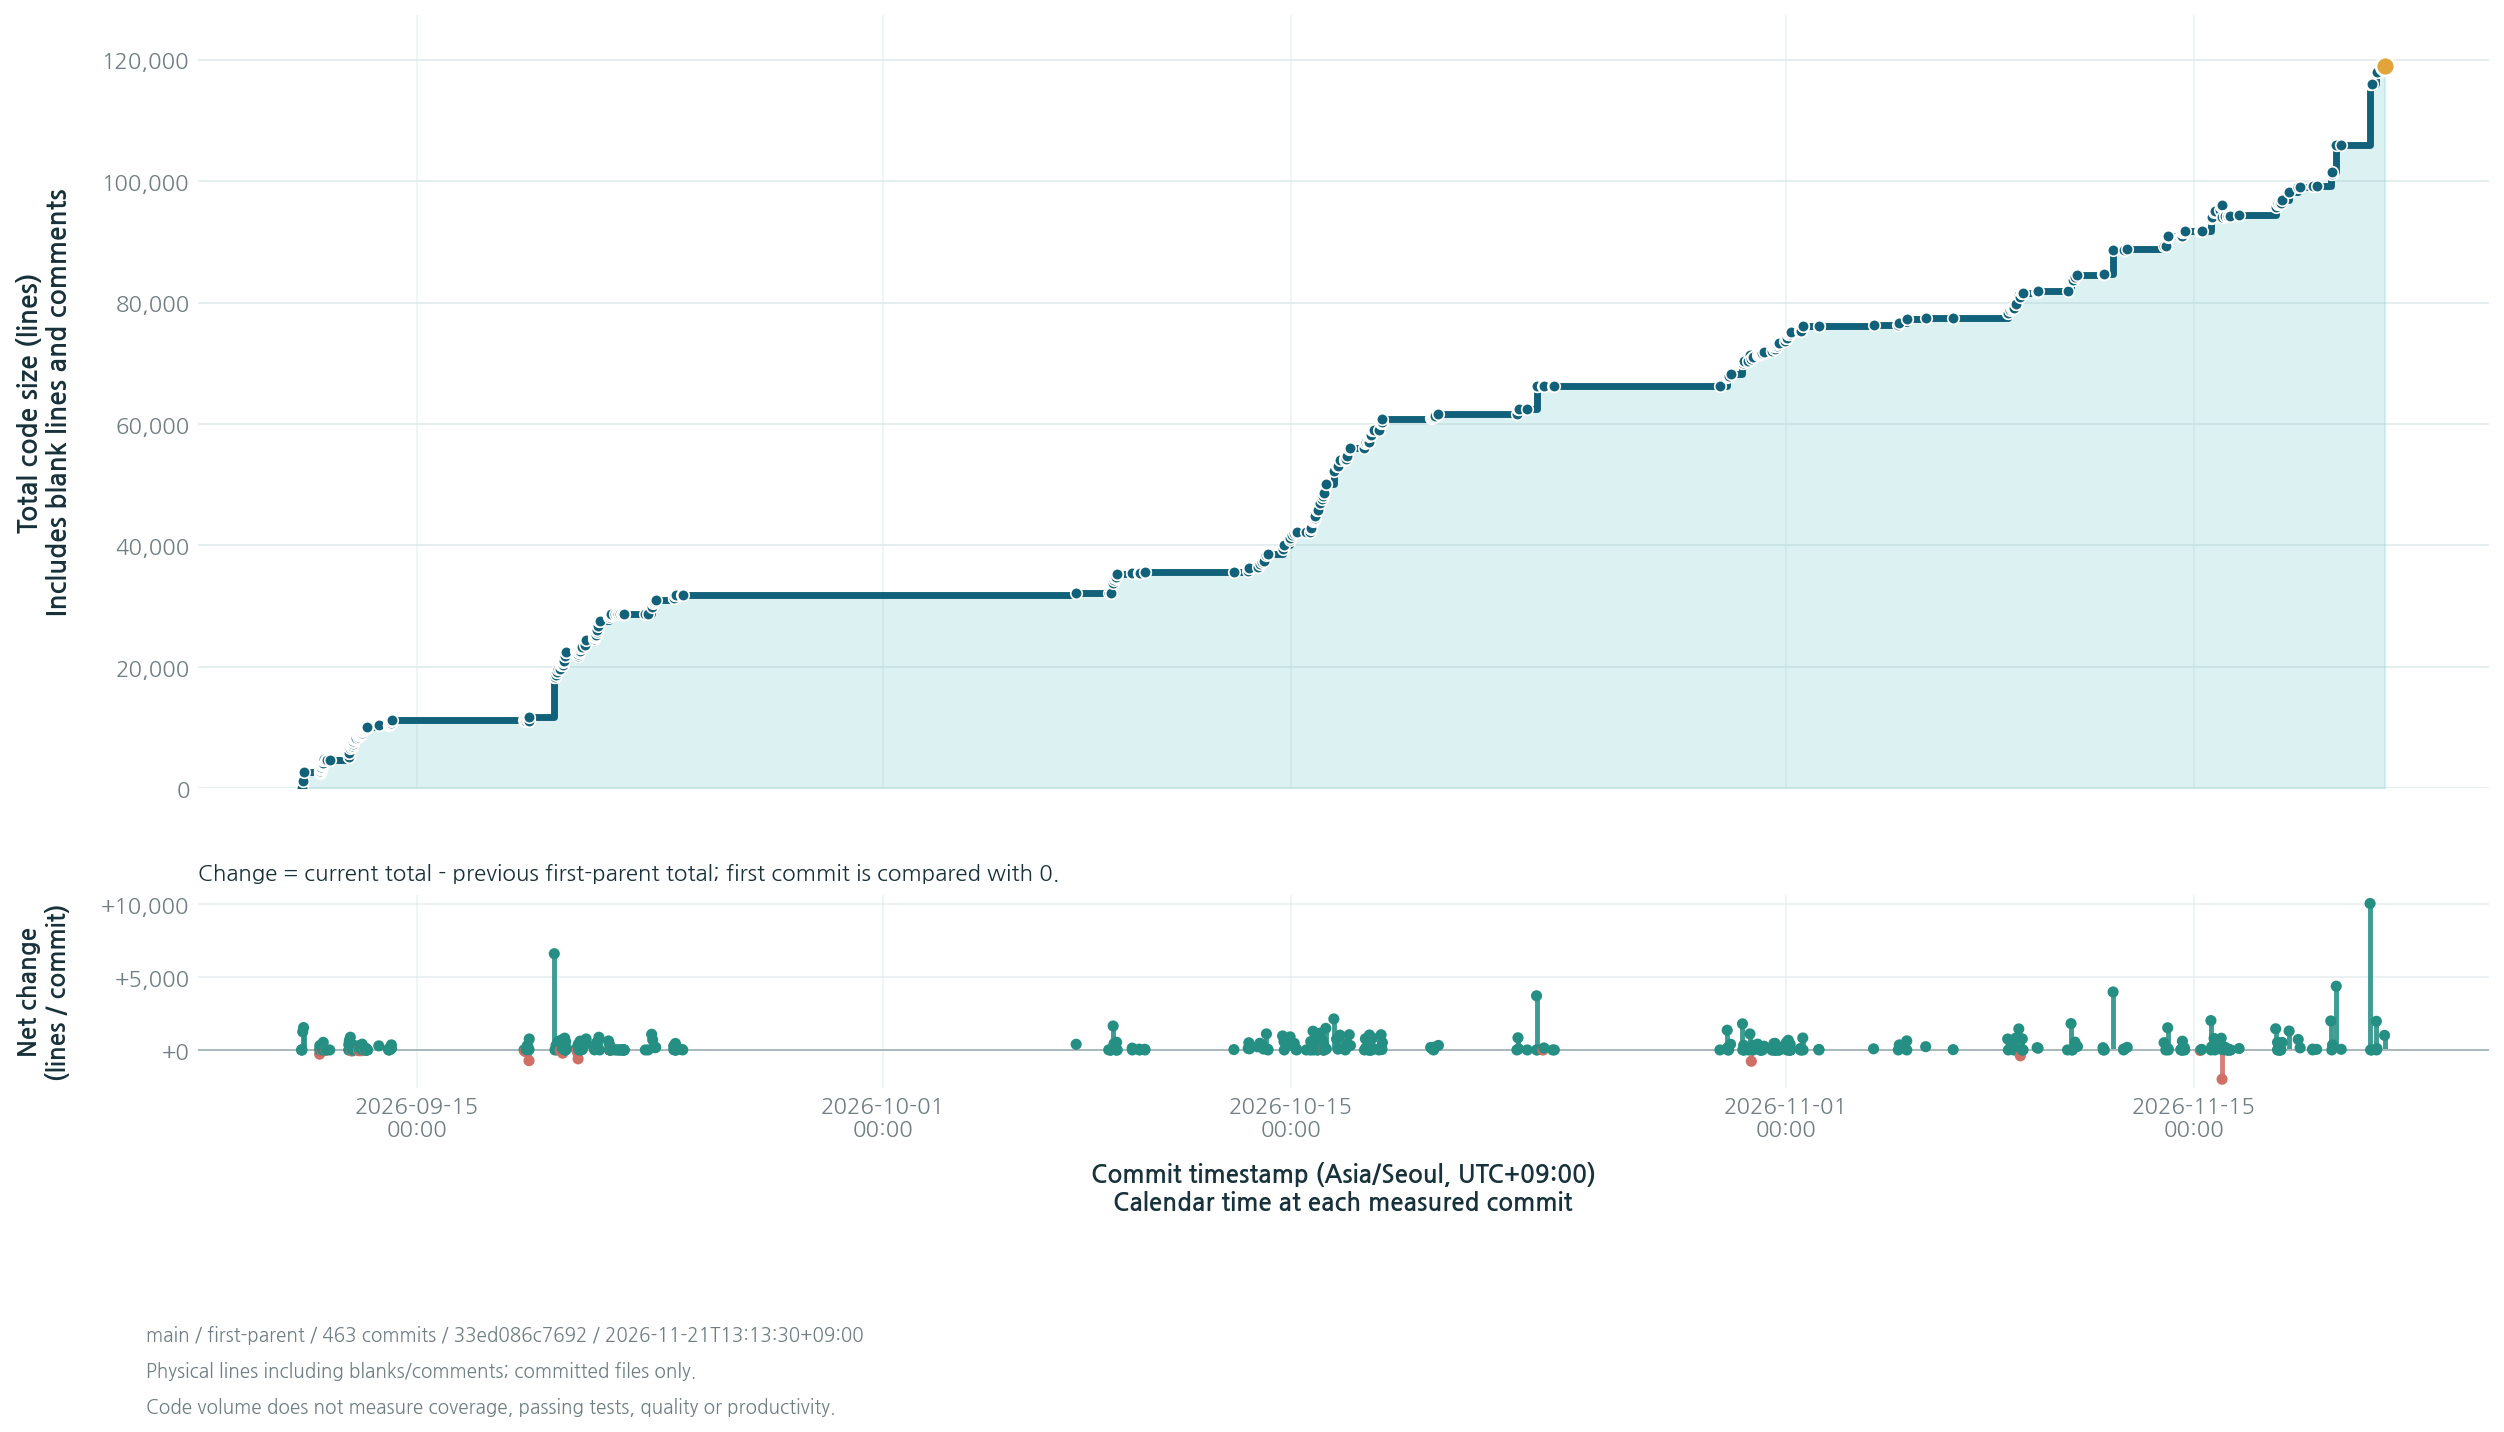 120,000
100,000
80,000
60,000
40,000
20,000
0
Total code size (lines)
Includes blank lines and comments
Change = current total - previous first-parent total; first commit is compared with 0.
+10,000
+5,000
+0
Net change
(lines / commit)
2026-09-15
00:00
2026-10-01
00:00
2026-10-15
00:00
2026-11-01
00:00
2026-11-15
00:00
Commit timestamp (Asia/Seoul, UTC+09:00)
Calendar time at each measured commit
main / first-parent / 463 commits / 33ed086c7692 / 2026-11-21T13:13:30+09:00
Physical lines including blanks/comments; committed files only.
Code volume does not measure coverage, passing tests, quality or productivity.